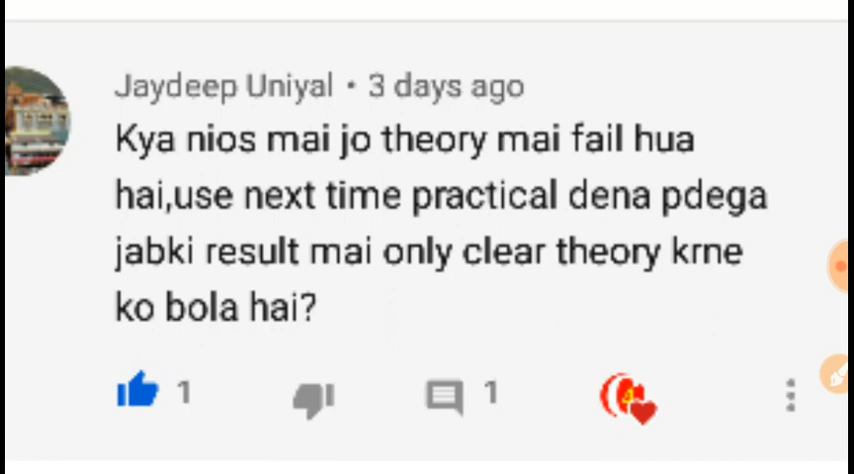 Jaydeep Uniyal • 3 days ago
Kya nios mai jo theory mai fail hua
hai,use next time practical dena pdega
jabki result mai only clear theory krne
ko bola hai?
1 1